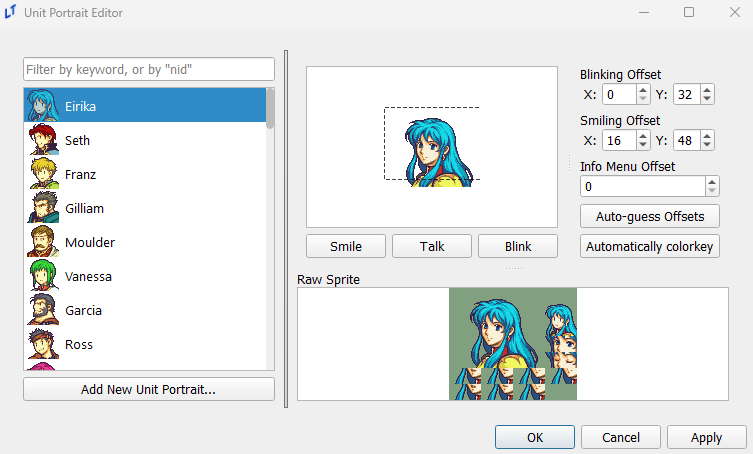 LT Unit Portrait Editor
Filter by keyword, or by "nid"
Eirika
Seth
Franz
Gilliam
Moulder
Vanessa
Garcia
Ross
Add New Unit Portrait...
Smile
Talk
Blink
Blinking Offset
X: 0 Y: 32
Smiling Offset
X: 16 Y: 48
Info Menu Offset
0
Auto-guess Offsets
Automatically colorkey
Raw Sprite
OK
Cancel
Apply